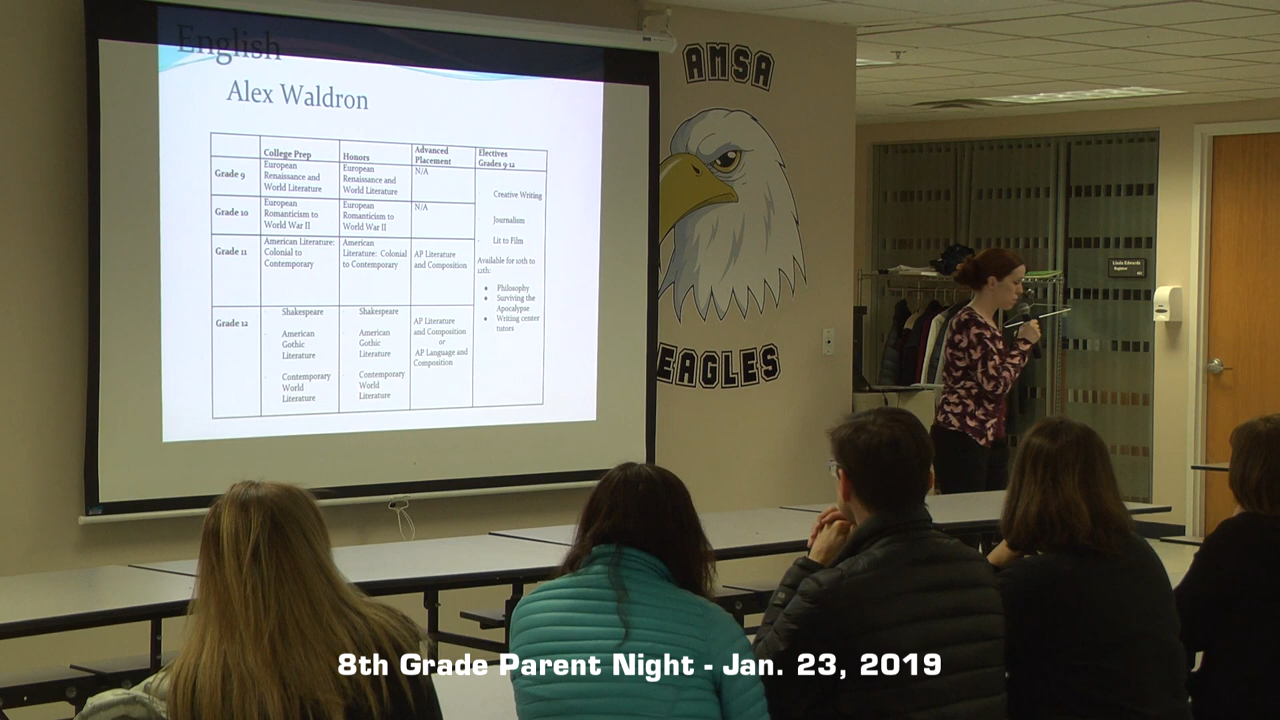 English
Alex Waldron
College Prep
Honors
Advanced
Placement
Electives
Grades 9-12
Grade 9
European
Renaissance and
World Literature
European
Renaissance and
World Literature
N/A
Grade 10
European
Romanticism to
World War II
European
Romanticism to
World War II
N/A
Grade 11
American Literature:
Colonial to
Contemporary
American
Literature: Colonial
to Contemporary
AP Literature
and Composition
Grade 12
Shakespeare
American
Gothic
Literature
Contemporary
World
Literature
Shakespeare
American
Gothic
Literature
Contemporary
World
Literature
AP Literature
and Composition
or
AP Language and
Composition
Creative Writing
Journalism
Lit to Film
Available for 10th to
12th:
• Philosophy
• Surviving the
Apocalypse
• Writing center
tutors
AMSA
EAGLES
Linda Edwards
Registrar
8th Grade Parent Night - Jan. 23, 2019